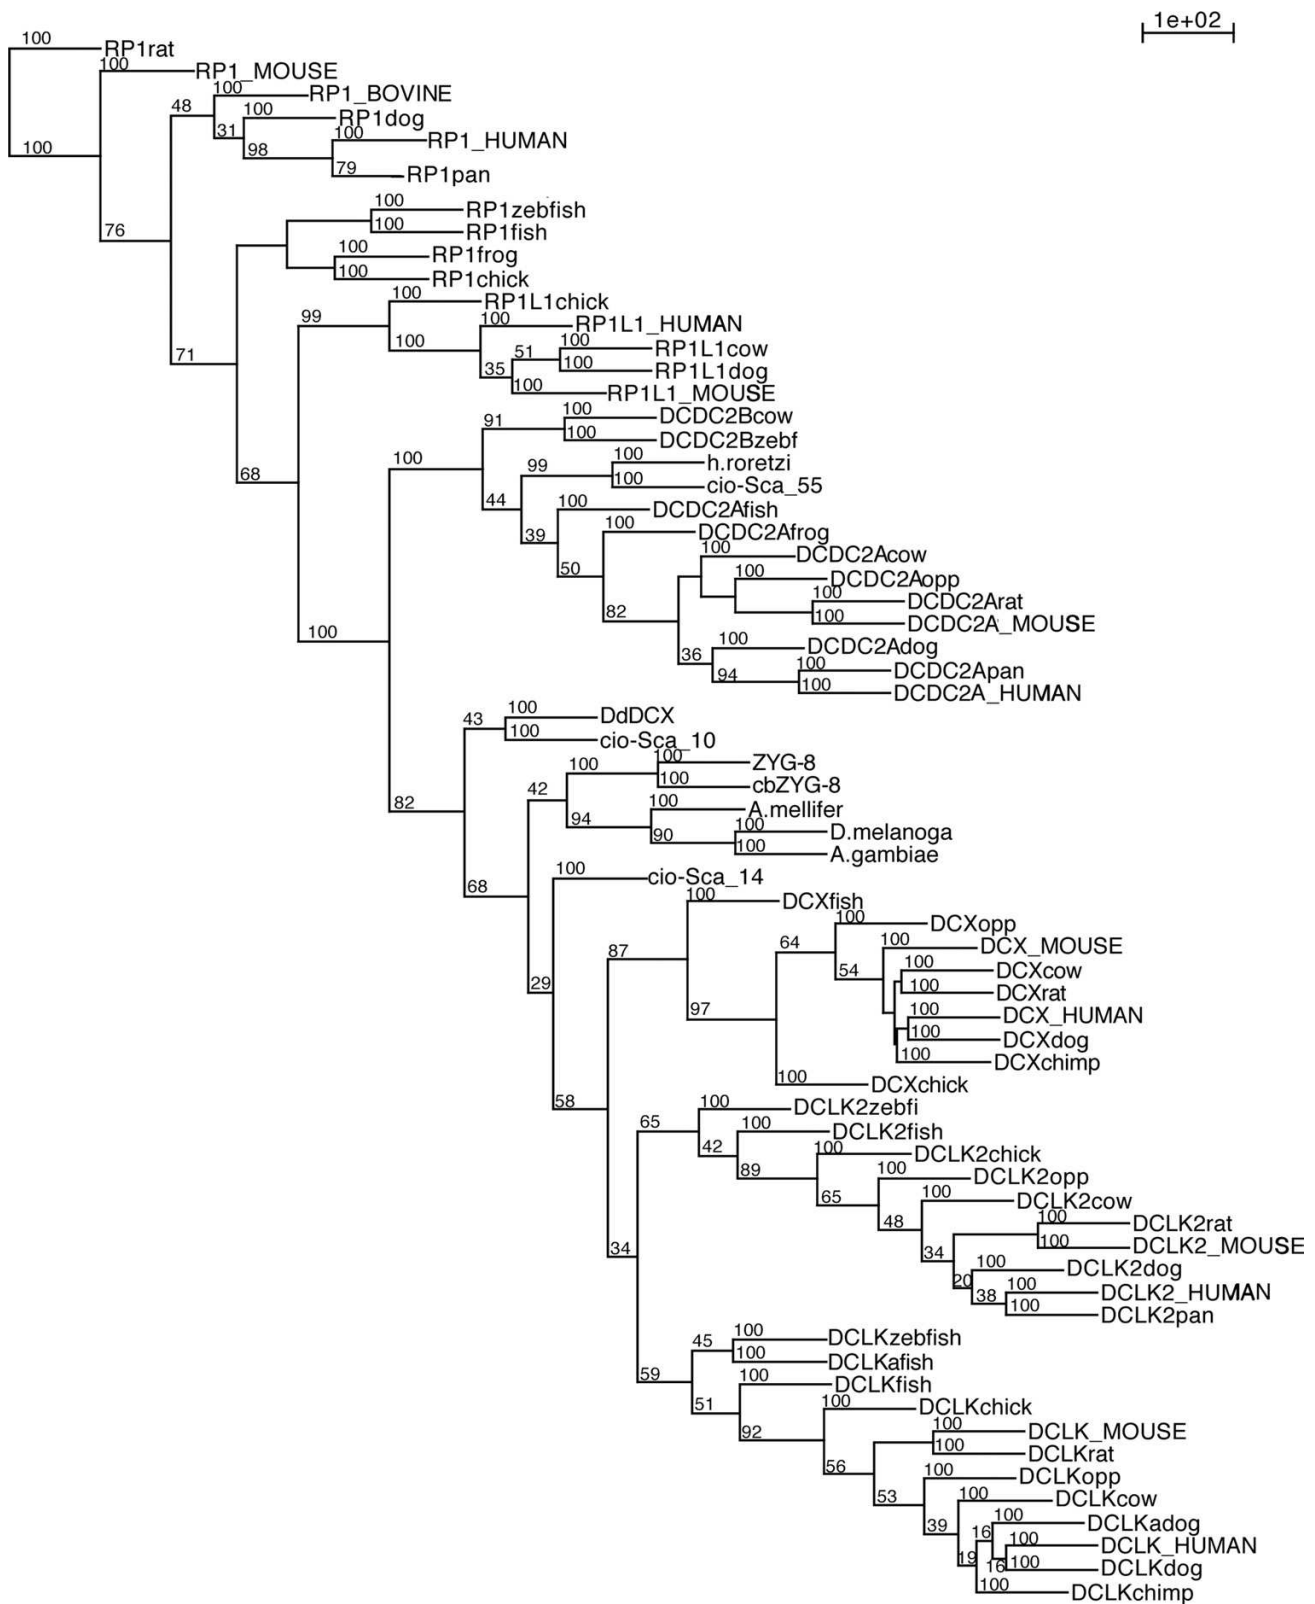 1e+02
100
RP1rat
100
RP1_MOUSE
100
RP1_BOVINE
48
100
RP1dog
31
100
RP1_HUMAN
100
98
79
RP1pan
100
RP1zebfish
76
100
RP1fish
100
RP1frog
100
RP1chick
100
RP1L1chick
99
100
RP1L1_HUMAN
100
51
100
RP1L1cow
71
35
100
RP1L1dog
100
RP1L1_MOUSE
91
100
DCDC2Bcow
100
DCDC2Bzebf
100
99
100
h.roretzi
68
100
cio-Sca_55
44
100
DCDC2Afish
39
100
DCDC2Afrog
100
DCDC2Acow
50
100
DCDC2Aopp
100
DCDC2Arat
82
100
DCDC2A_MOUSE
100
100
DCDC2Adog
36
94
100
DCDC2Apan
100
DCDC2A_HUMAN
43
100
DdDCX
100
cio-Sca_10
100
100
ZYG-8
100
cbZYG-8
42
82
100
A.mellifer
94
90
100
D.melanoga
100
A.gambiae
100
cio-Sca_14
68
100
DCXfish
100
DCXopp
87
64
100
DCX_MOUSE
54
100
DCXcow
29
100
DCXrat
97
100
DCX_HUMAN
100
DCXdog
100
DCXchimp
100
DCXchick
58
100
DCLK2zebfi
65
100
DCLK2fish
42
100
DCLK2chick
89
100
DCLK2opp
65
100
DCLK2cow
48
100
DCLK2rat
34
34
100
DCLK2_MOUSE
20
100
DCLK2dog
38
100
DCLK2_HUMAN
100
DCLK2pan
45
100
DCLKzebfish
100
DCLKafish
59
100
DCLKfish
51
100
DCLKchick
92
100
DCLK_MOUSE
100
DCLKrat
56
100
DCLKopp
53
100
DCLKcow
39
16
100
DCLKadog
19
100
DCLK_HUMAN
16
100
DCLKdog
100
DCLKchimp